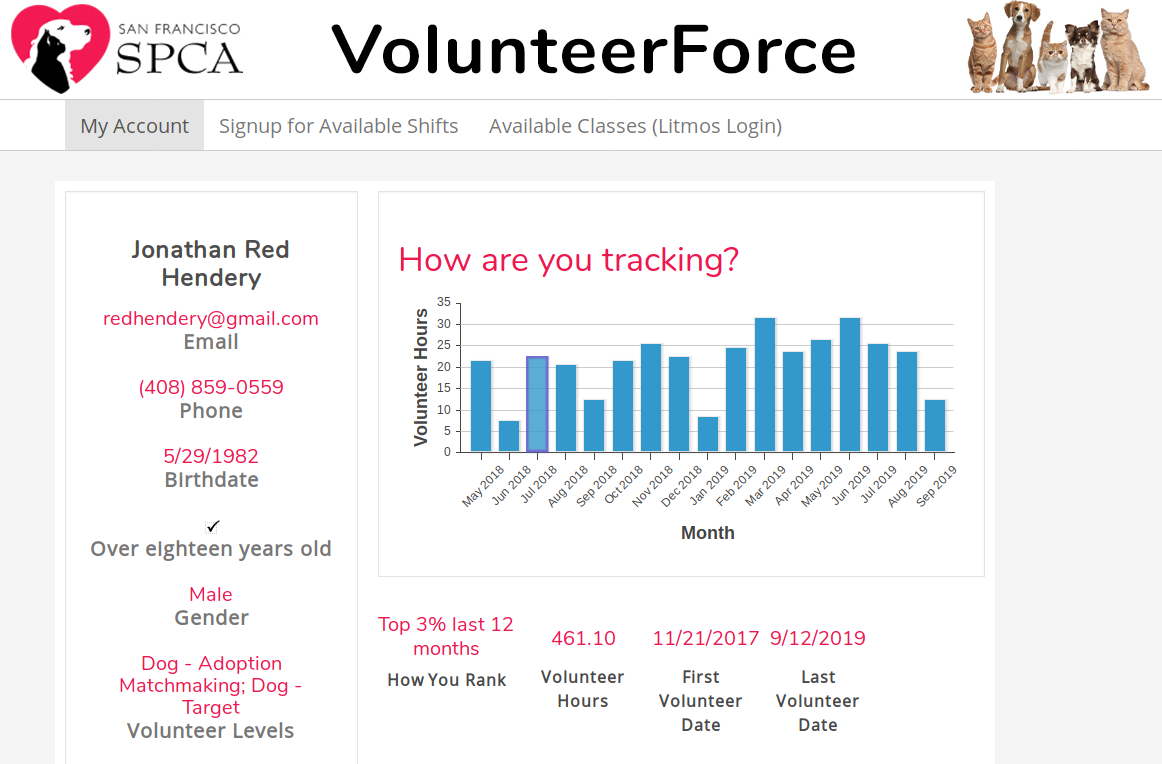 SAN FRANCISCO
SPCA
VolunteerForce
My Account
Signup for Available Shifts
Available Classes (Litmos Login)
Jonathan Red
Hendery
redhendery@gmail.com
Email
(408) 859-0559
Phone
5/29/1982
Birthdate
Over eighteen years old
Male
Gender
Dog - Adoption
Matchmaking; Dog -
Target
Volunteer Levels
How are you tracking?
Volunteer Hours
35
30
25
20
15
10
5
0
May 2018
Jun 2018
Jul 2018
Aug 2018
Sep 2018
Oct 2018
Nov 2018
Dec 2018
Jan 2019
Feb 2019
Mar 2019
Apr 2019
May 2019
Jun 2019
Jul 2019
Aug 2019
Sep 2019
Month
Top 3% last 12
months
How You Rank
461.10
Volunteer
Hours
11/21/2017
First
Volunteer
Date
9/12/2019
Last
Volunteer
Date